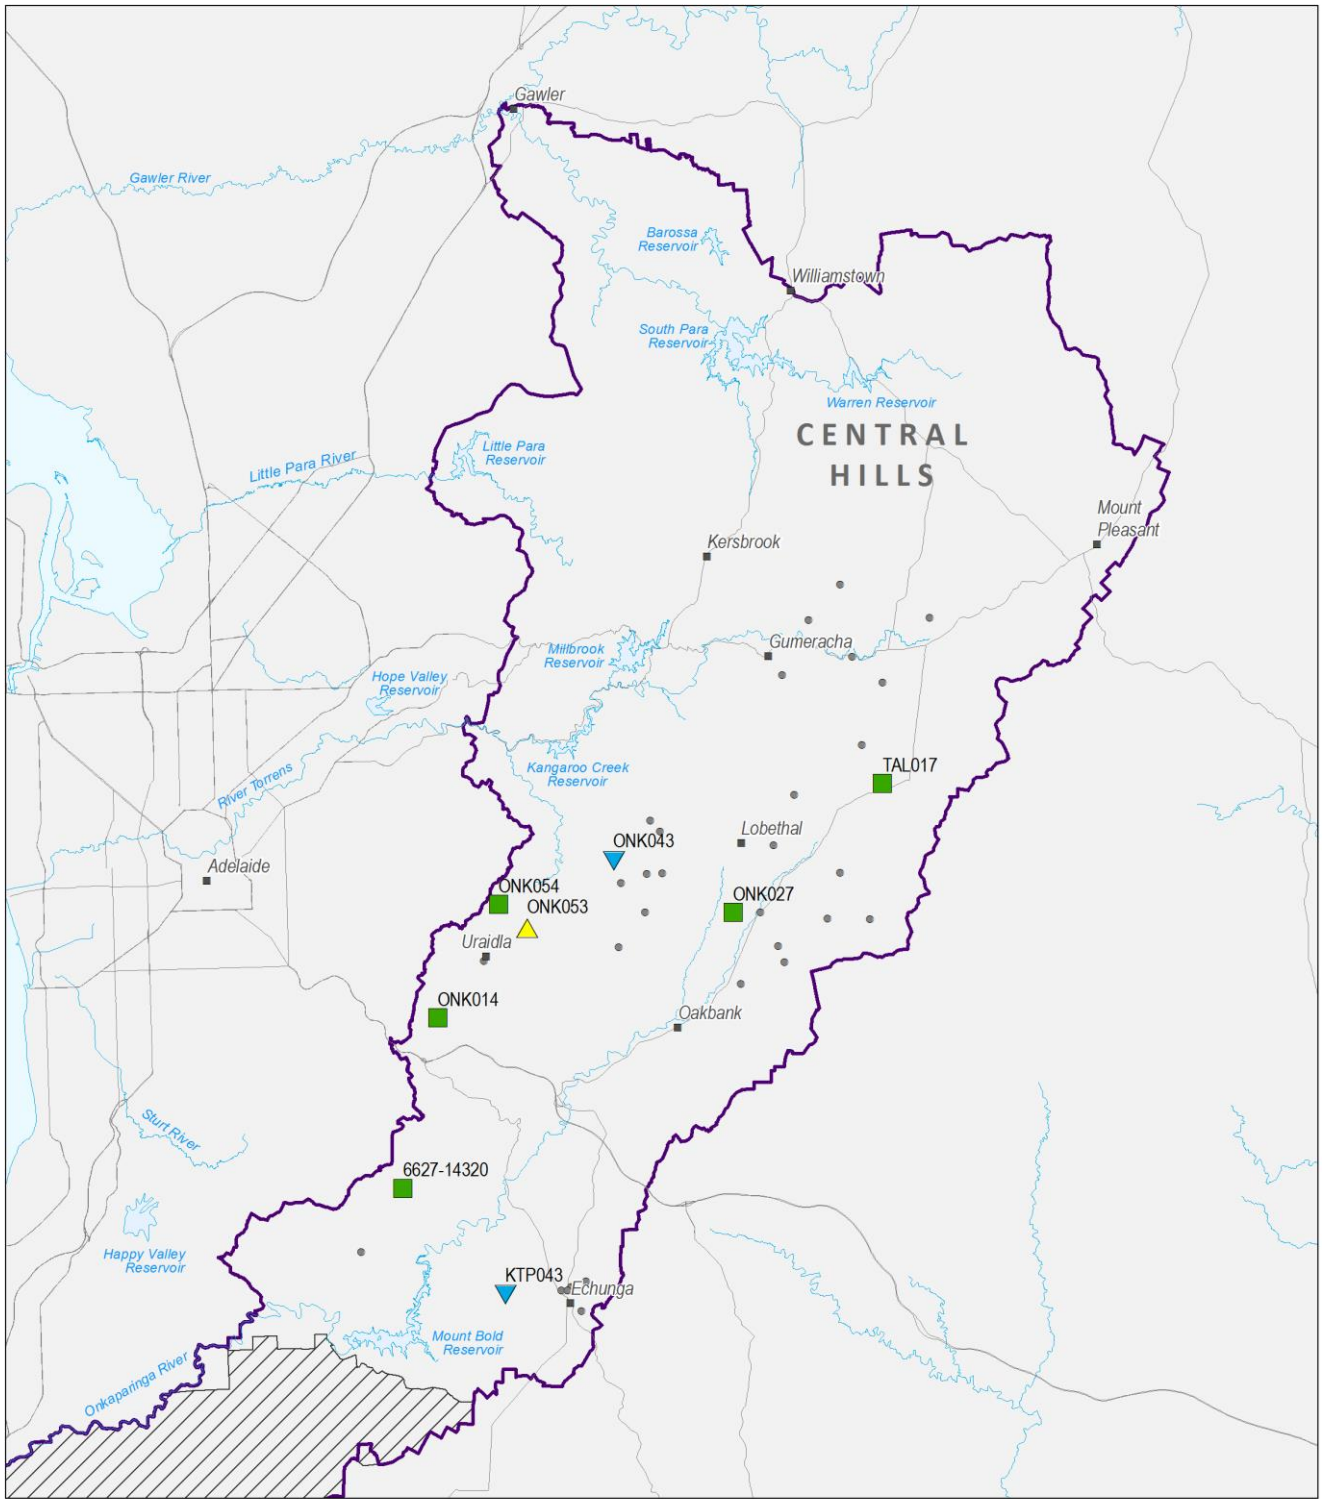 Gawler
Gawler River
Barossa
Reservoir
Williamstown
South Para
Reservoir
Warren Reservoir
CENTRAL
HILLS
Little Para
Reservoir
Little Para River
Mount
Pleasant
Kersbrook
Gumeracha
Millbrook
Reservoir
Hope Valley
Reservoir
Kangaroo Creek
Reservoir
TAL017
River Torrens
Lobethal
ONK043
Adelaide
ONK054
ONK027
ONK053
Uraidla
ONK014
Oakbank
Sturt River
6627-14320
Happy Valley
Reservoir
KTP043
Echunga
Mount Bold
Reservoir
Onkaparinga River